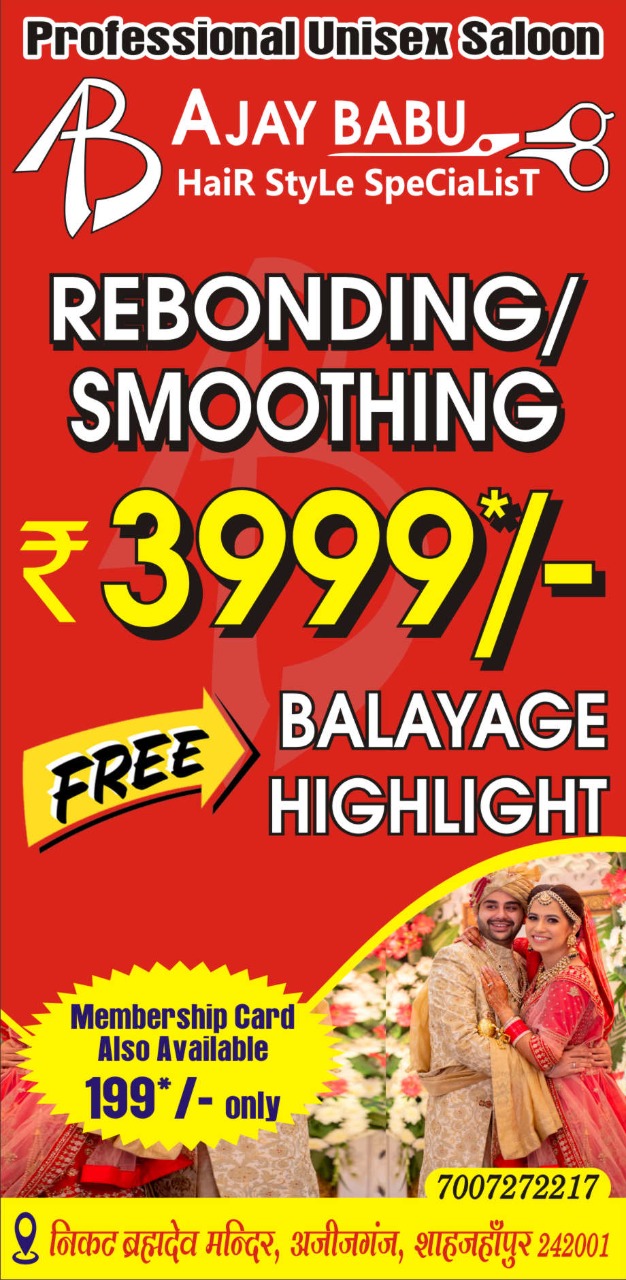 Professional Unisex Saloon
AB
AJAY BABU
HaiR StyLe SpeCiaLisT
REBONDING/
SMOOTHING
₹3999*/-
FREE
BALAYAGE
HIGHLIGHT
Membership Card
Also Available
199*/- only
7007272217
निकट ब्रह्मदेव मन्दिर, अजीजगंज, शाहजहाँपुर 242001